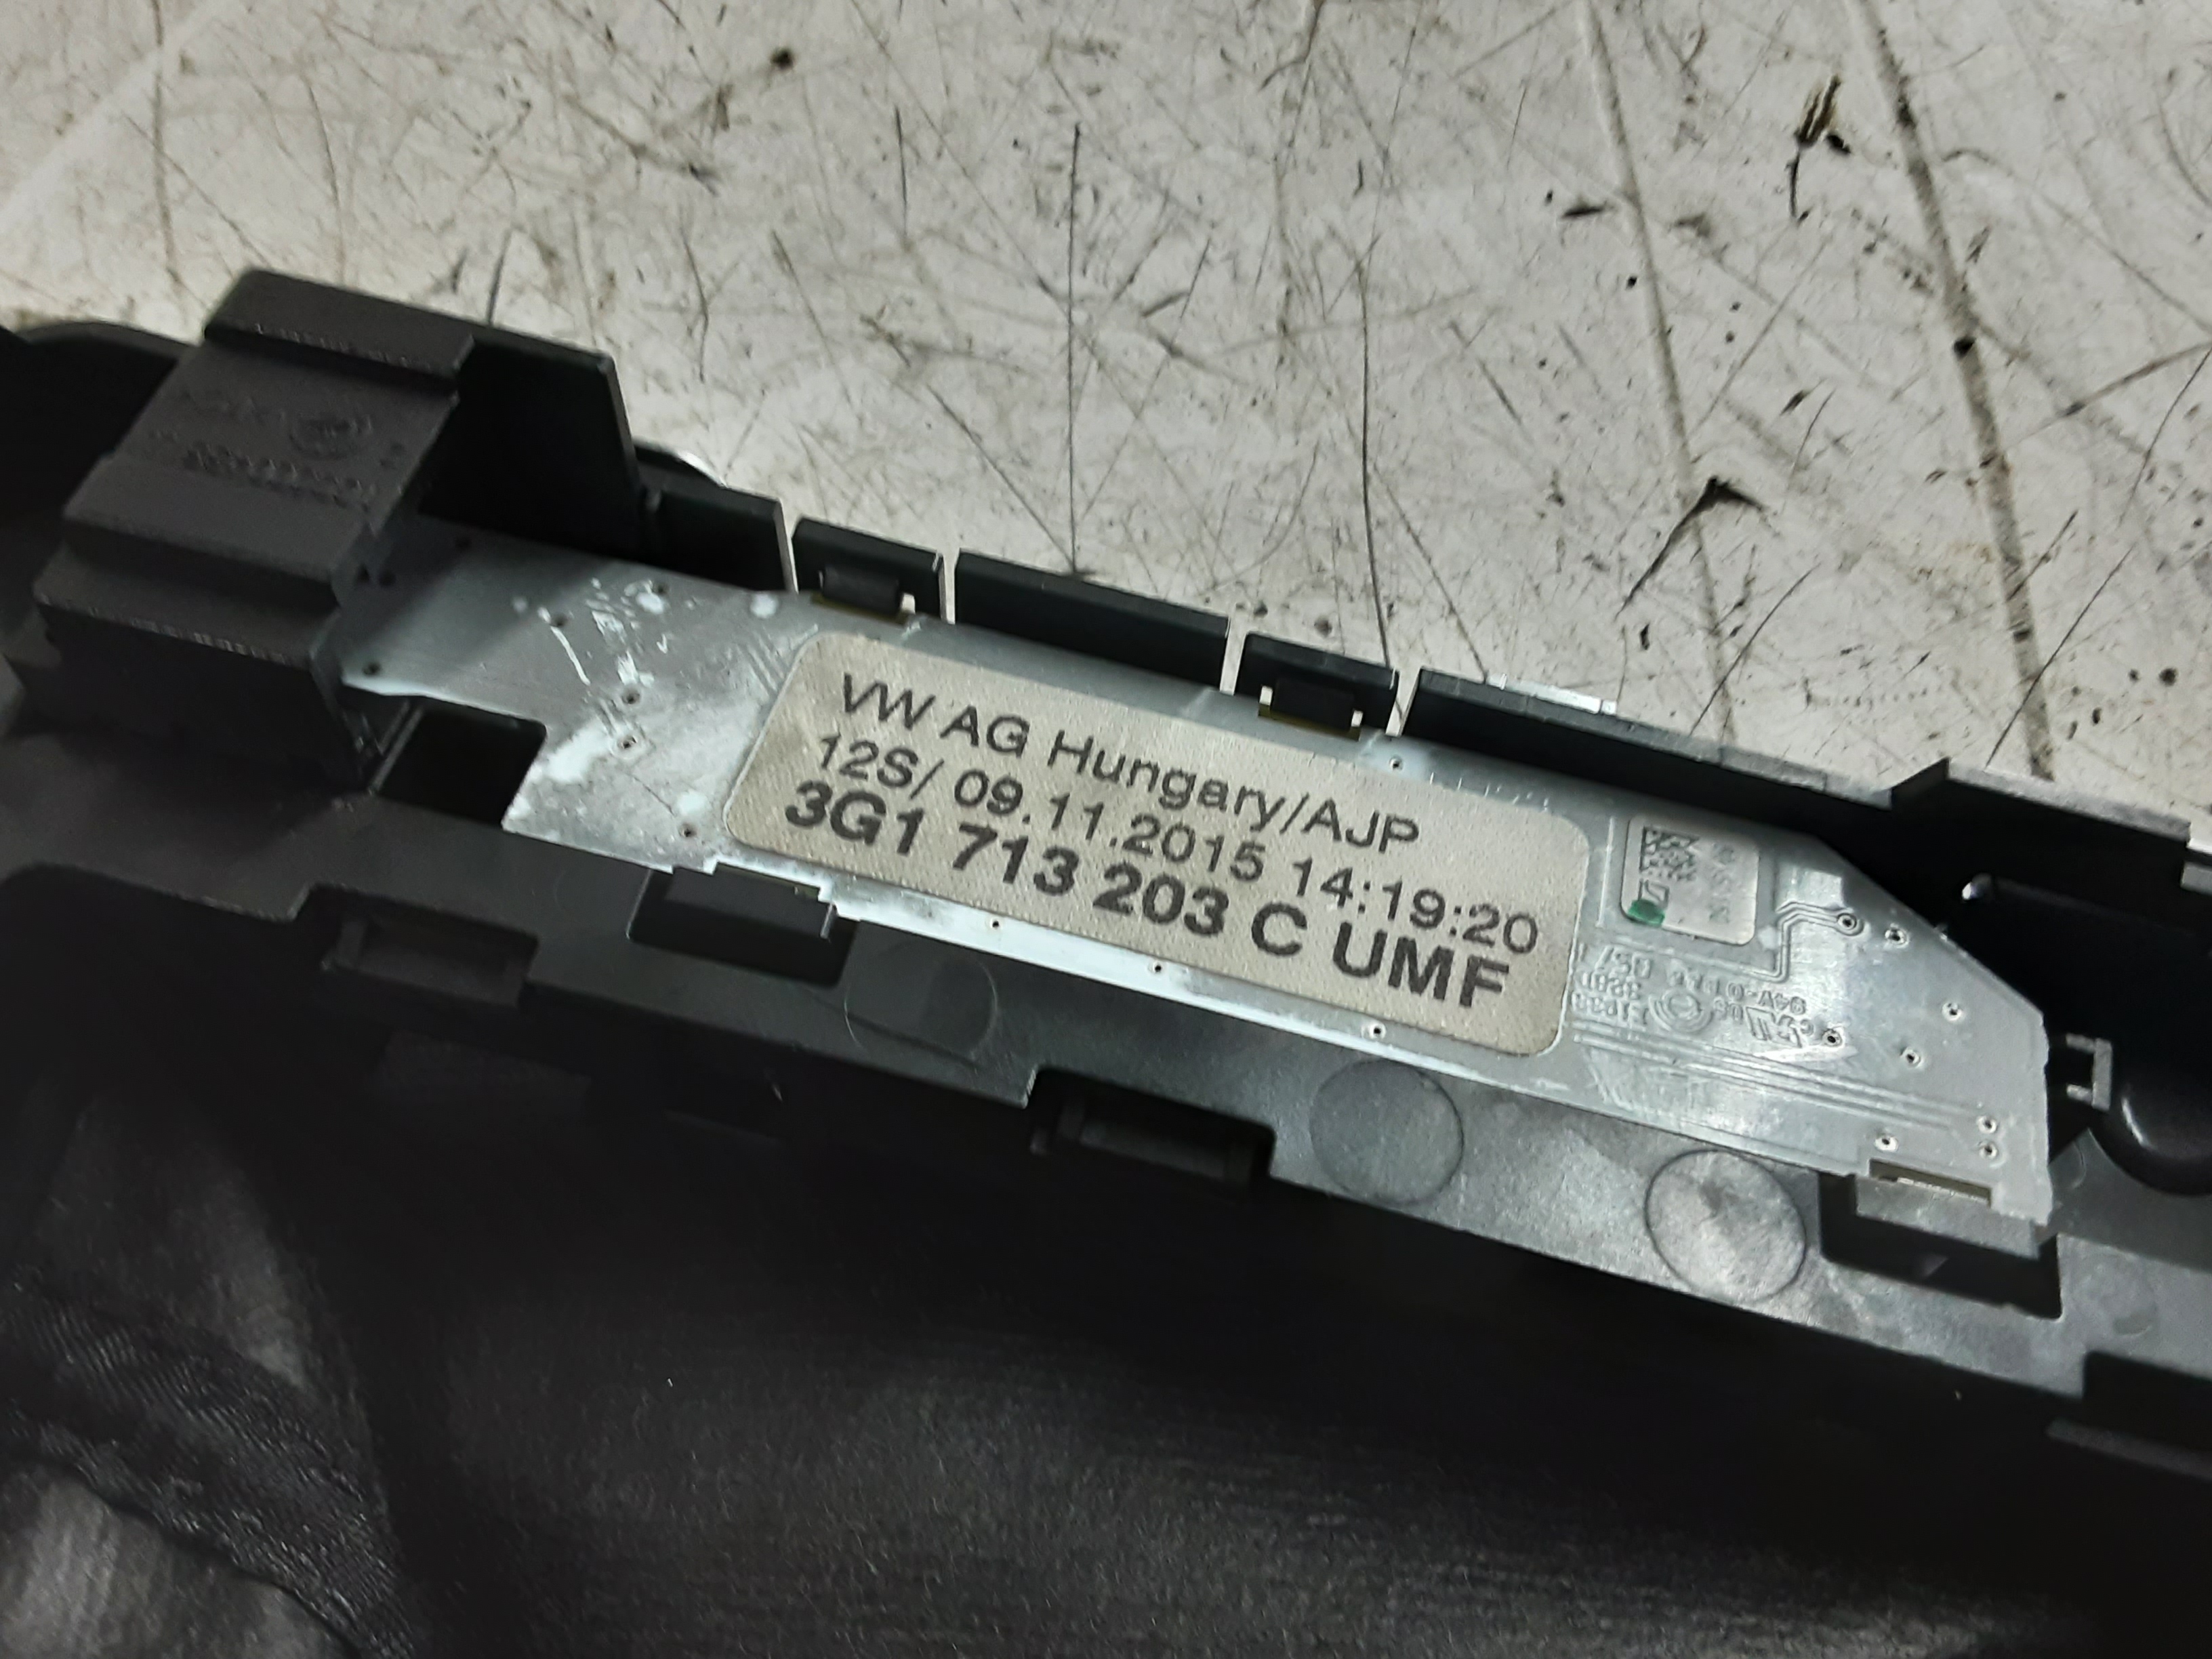 VW AG Hungary/AJP
12S/ 09.11.2015 14:19:20
3G1 713 203 C UMF